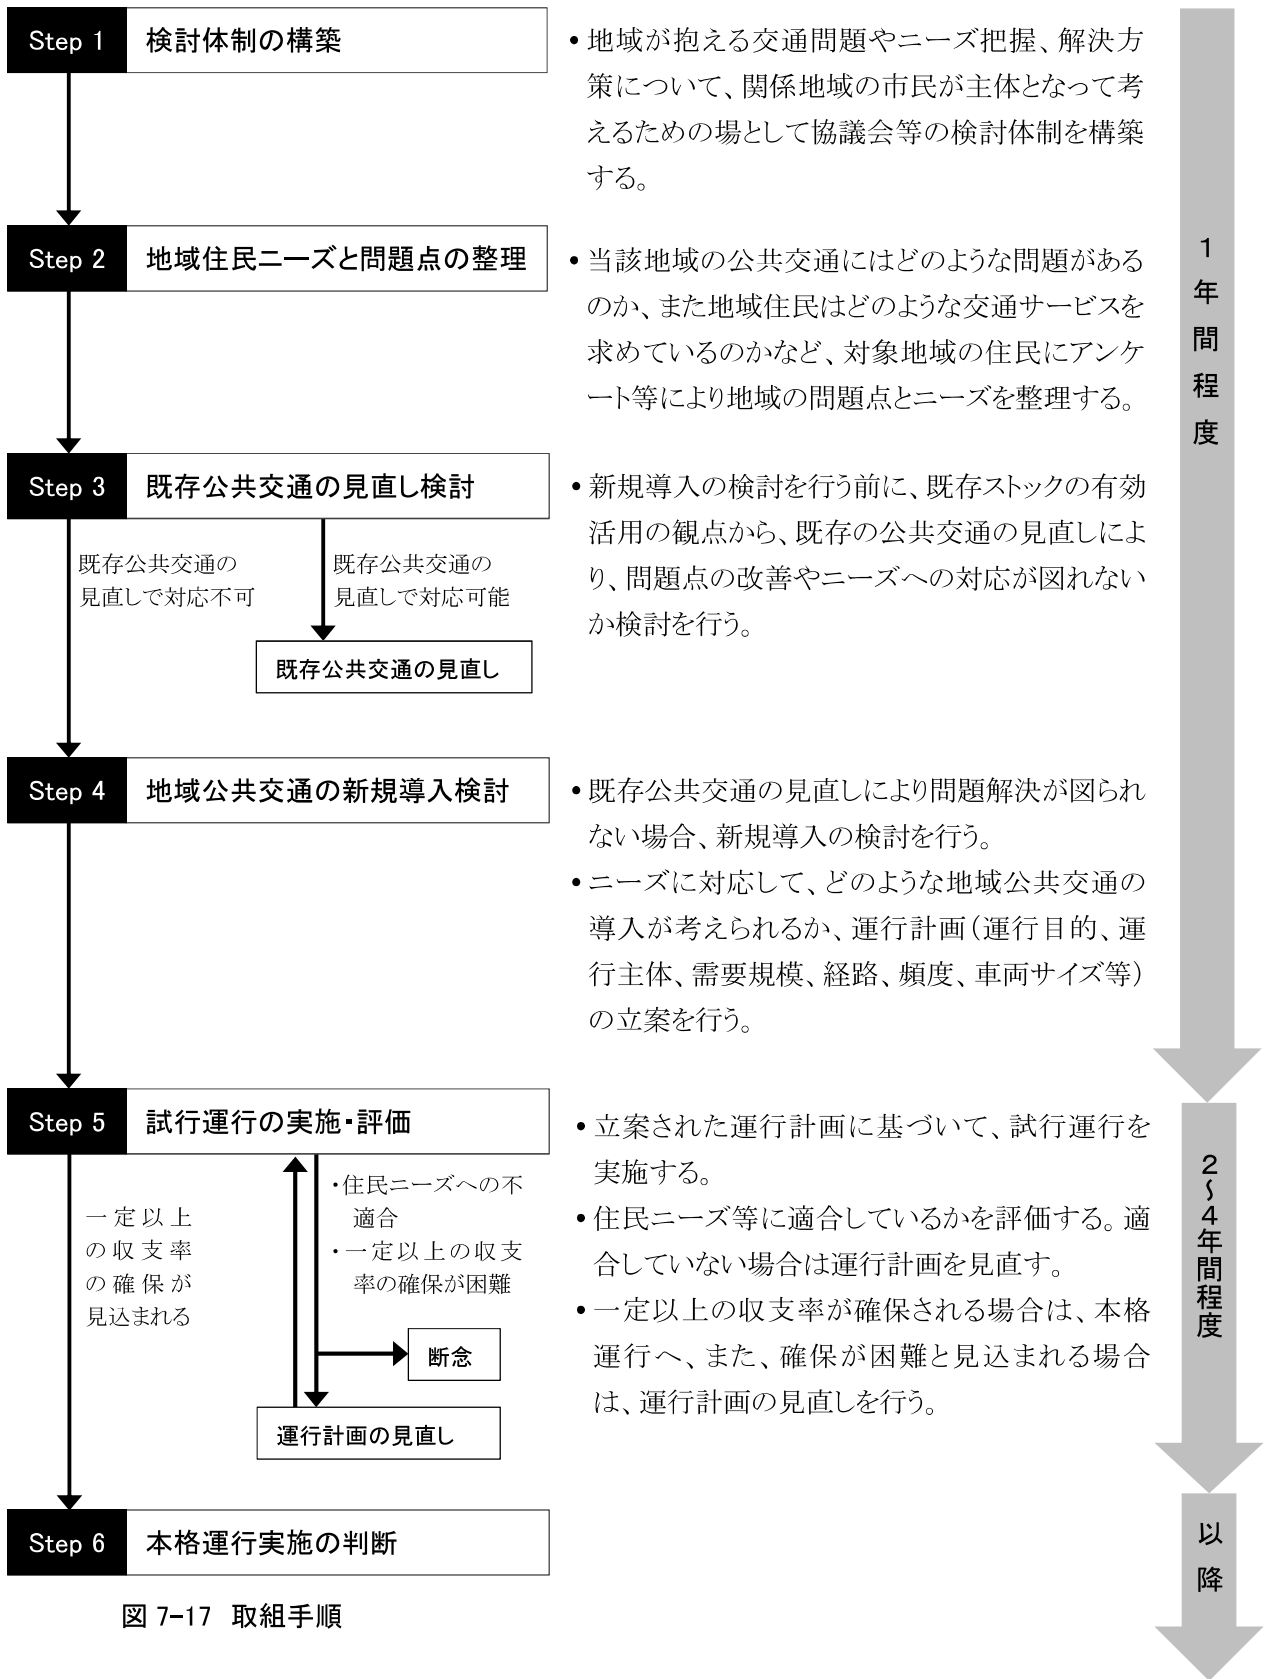 Step 1 検討体制の構築
•地域が抱える交通問題やニーズ把握、解決方
策について、関係地域の市民が主体となって考
えるための場として協議会等の検討体制を構築
する。
Step 2 地域住民ニーズと問題点の整理
•当該地域の公共交通にはどのような問題がある
のか、また地域住民はどのような交通サービスを
求めているのかなど、対象地域の住民にアンケ
ート等により地域の問題点とニーズを整理する。
Step 3 既存公共交通の見直し検討
•新規導入の検討を行う前に、既存ストックの有効
活用の観点から、既存の公共交通の見直しによ
り、問題点の改善やニーズへの対応が図れない
か検討を行う。
既存公共交通の
見直しで対応不可
既存公共交通の
見直しで対応可能
既存公共交通の見直し
Step 4 地域公共交通の新規導入検討
•既存公共交通の見直しにより問題解決が図られ
ない場合、新規導入の検討を行う。
•ニーズに対応して、どのような地域公共交通の
導入が考えられるか、運行計画(運行目的、運
行主体、需要規模、経路、頻度、車両サイズ等)
の立案を行う。
1年間程度
Step 5 試行運行の実施・評価
•立案された運行計画に基づいて、試行運行を
実施する。
•住民ニーズ等に適合しているかを評価する。適
合していない場合は運行計画を見直す。
•一定以上の収支率が確保される場合は、本格
運行へ、また、確保が困難と見込まれる場合
は、運行計画の見直しを行う。
一定以上
の収支率
の確保が
見込まれる
・住民ニーズへの不
適合
・一定以上の収支
率の確保が困難
断念
運行計画の見直し
2~4年間程度
Step 6 本格運行実施の判断
以降
図 7-17 取組手順